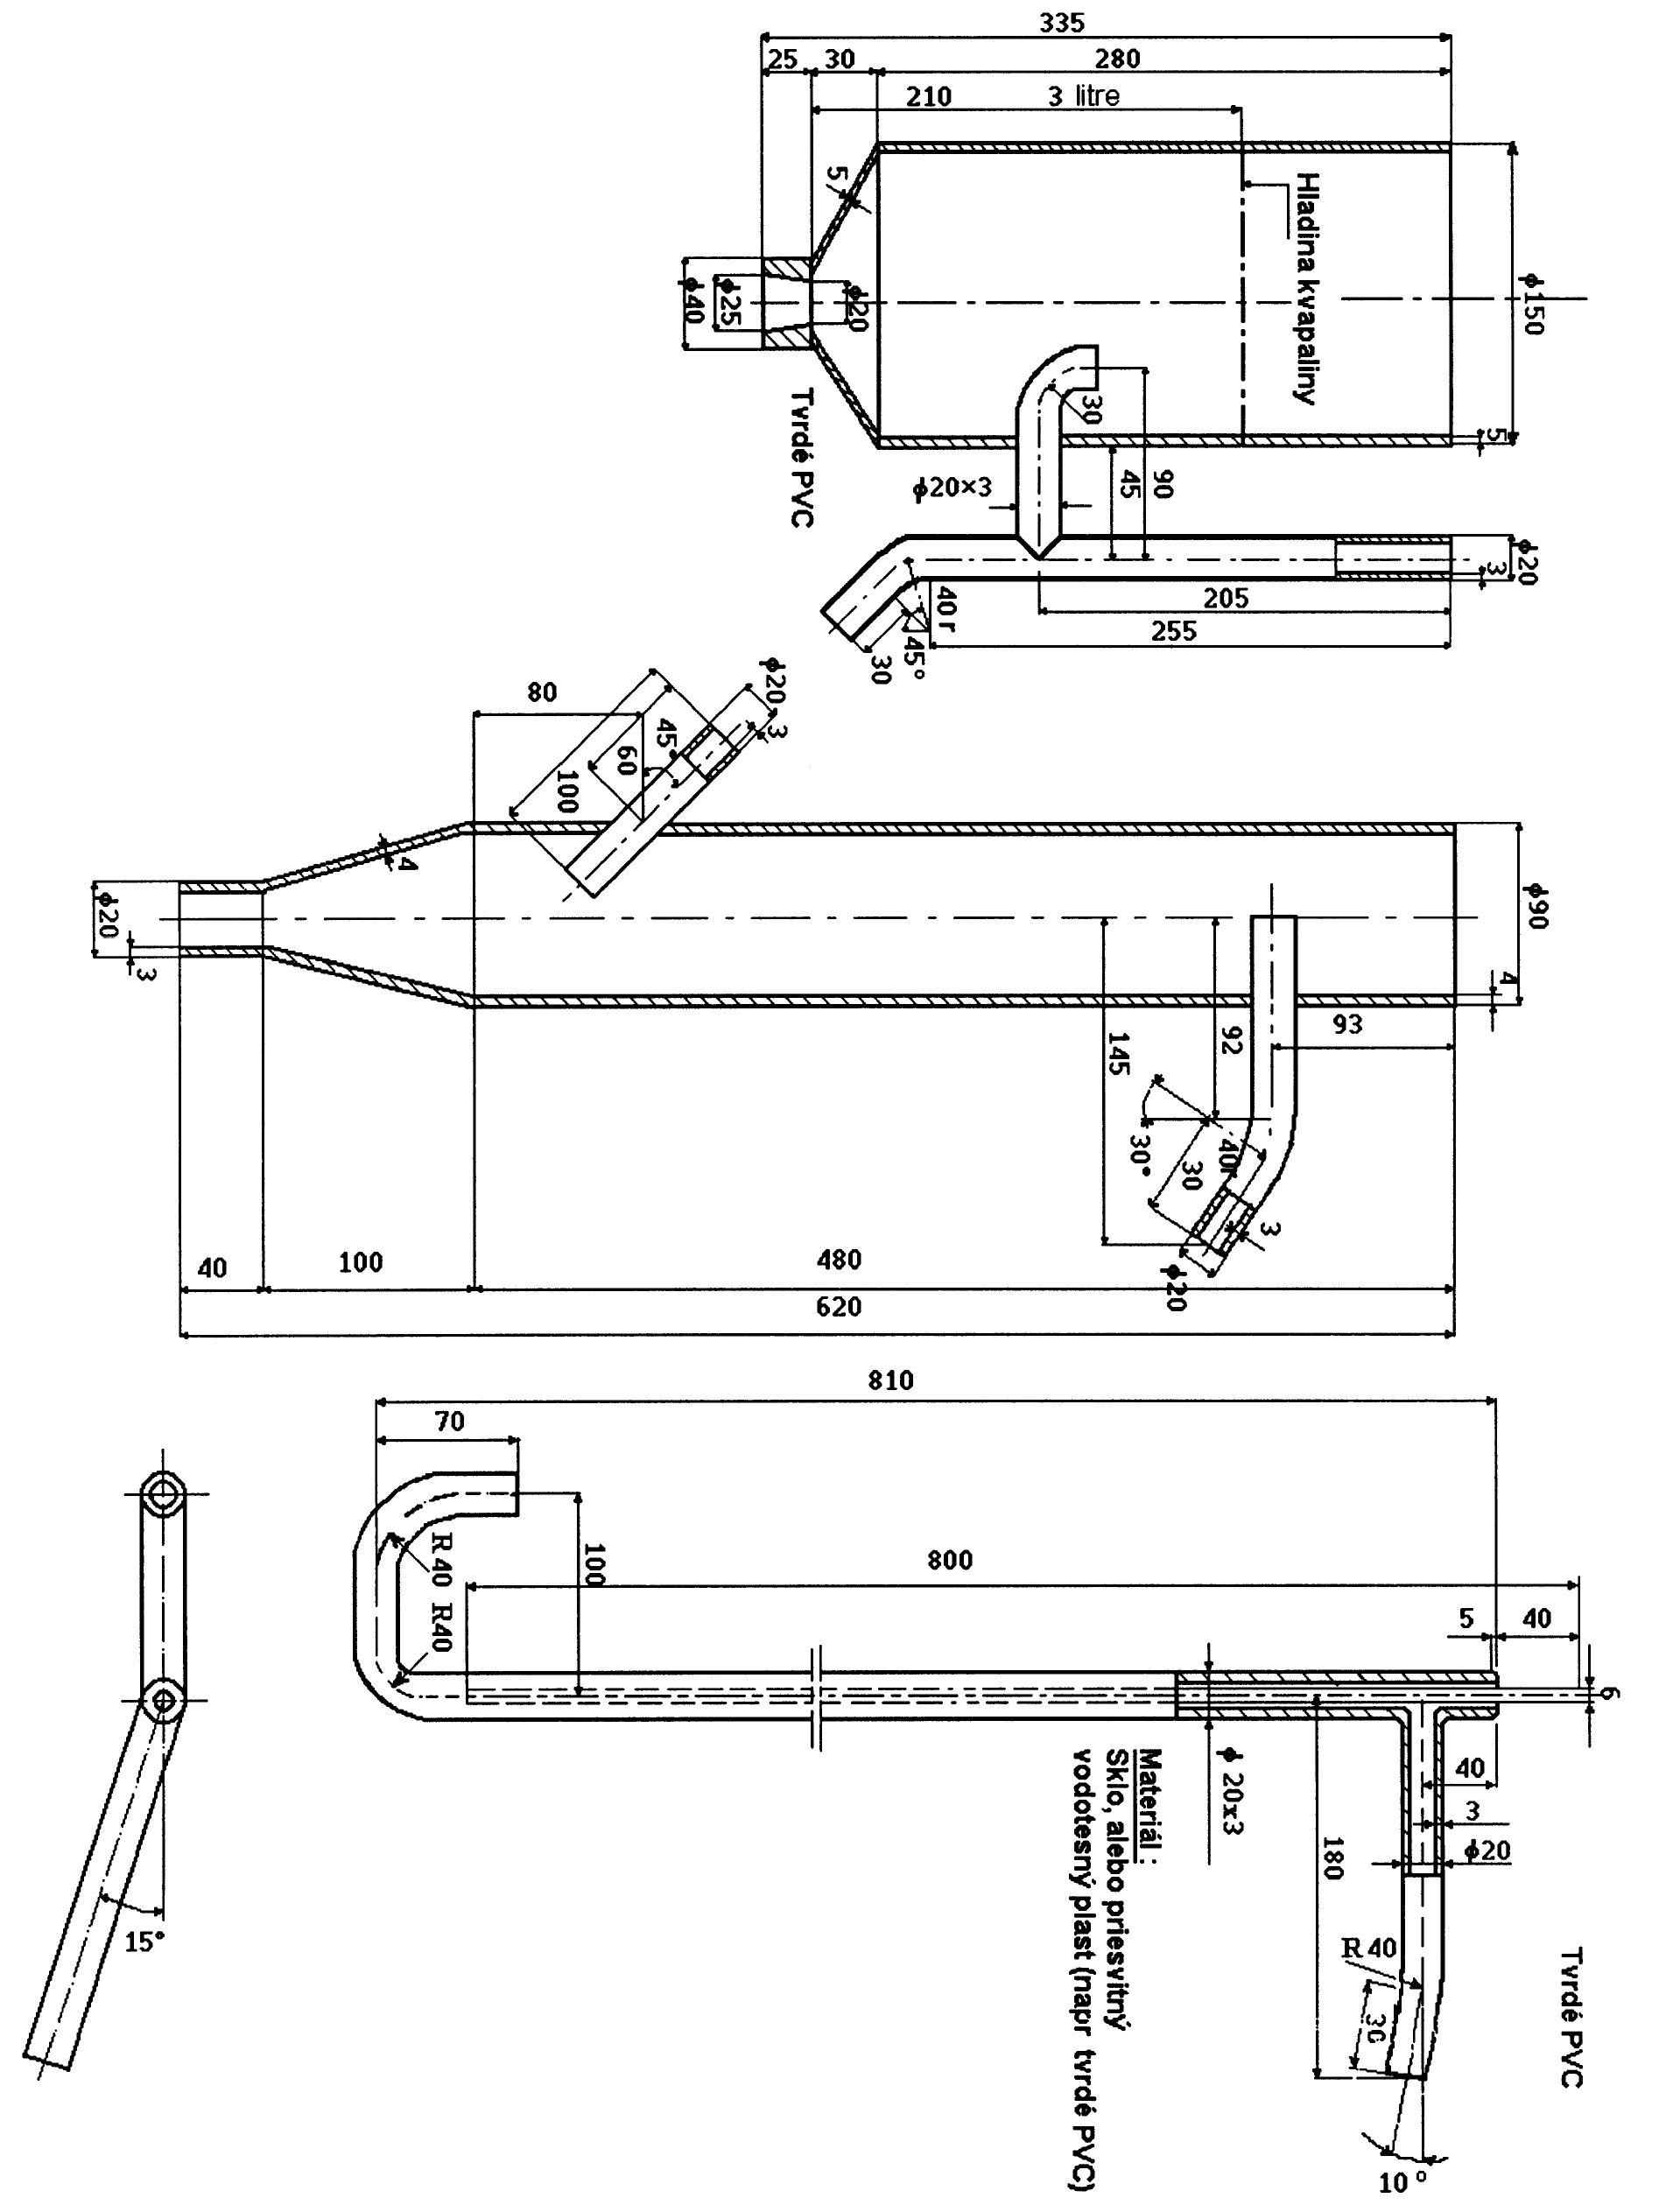 335
25 30 280
210 3 litre
5
Hladina kvapaliny
ϕ150
ϕ40
ϕ25
ϕ20
30
5
Tvrdé PVC
ϕ20×3
45
90
ϕ20
3
205
255
40 r
45°
30
ϕ20
3
80
45°
60
100
4
ϕ20
3
ϕ90
4
93
92
145
30°
40r
30
3
ϕ20
40 100 480
620
810
70
R 40
R40
100
800
5 40
6
40
3
ϕ20
ϕ 20x3
180
Materiál :
Sklo, alebo priesvitný
vodotesný plast (napr tvrdé PVC)
R 40
30
10 °
Tvrdé PVC
15°